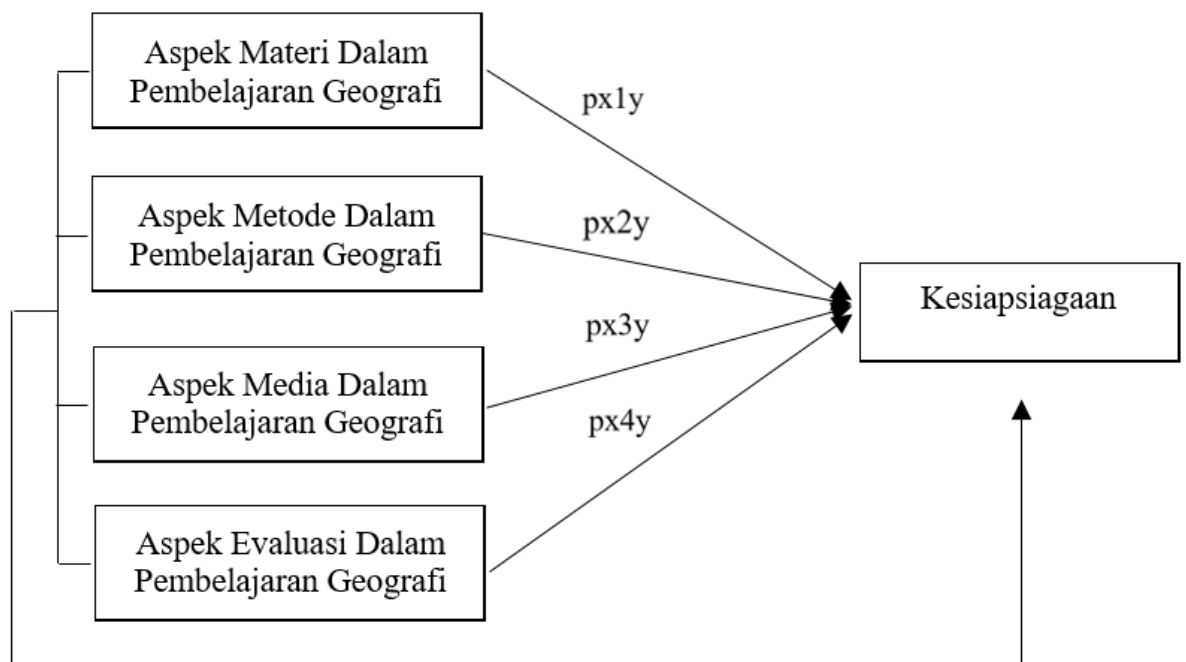 Aspek Materi Dalam
Pembelajaran Geografi
px1y
Aspek Metode Dalam
Pembelajaran Geografi
px2y
Kesiapsiagaan
px3y
Aspek Media Dalam
Pembelajaran Geografi
px4y
Aspek Evaluasi Dalam
Pembelajaran Geografi